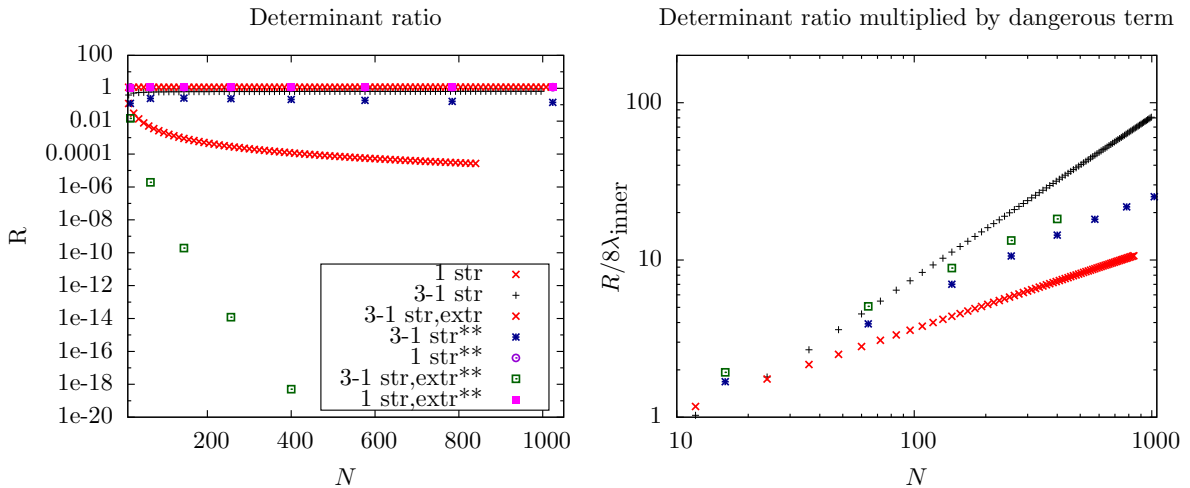 Determinant ratio
100
1
0.01
0.0001
1e-06
1e-08
1e-10
1e-12
1e-14
1e-16
1e-18
1e-20
R
1 str
3-1 str
3-1 str,extr
3-1 str**
1 str**
3-1 str,extr**
1 str,extr**
200 400 600 800 1000
N
Determinant ratio multiplied by dangerous term
100
10
1
R/8λinner
10 100 1000
N